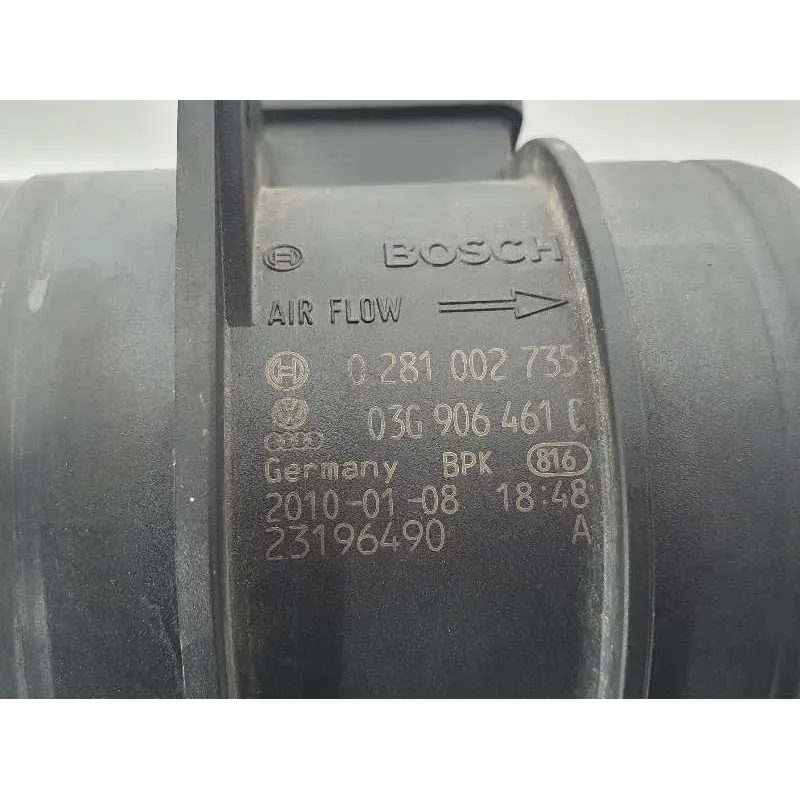 BOSCH
AIR FLOW
0 281 002 735
03G 906 461 C
Germany BPK 816
2010-01-08 18:48
23196490 A